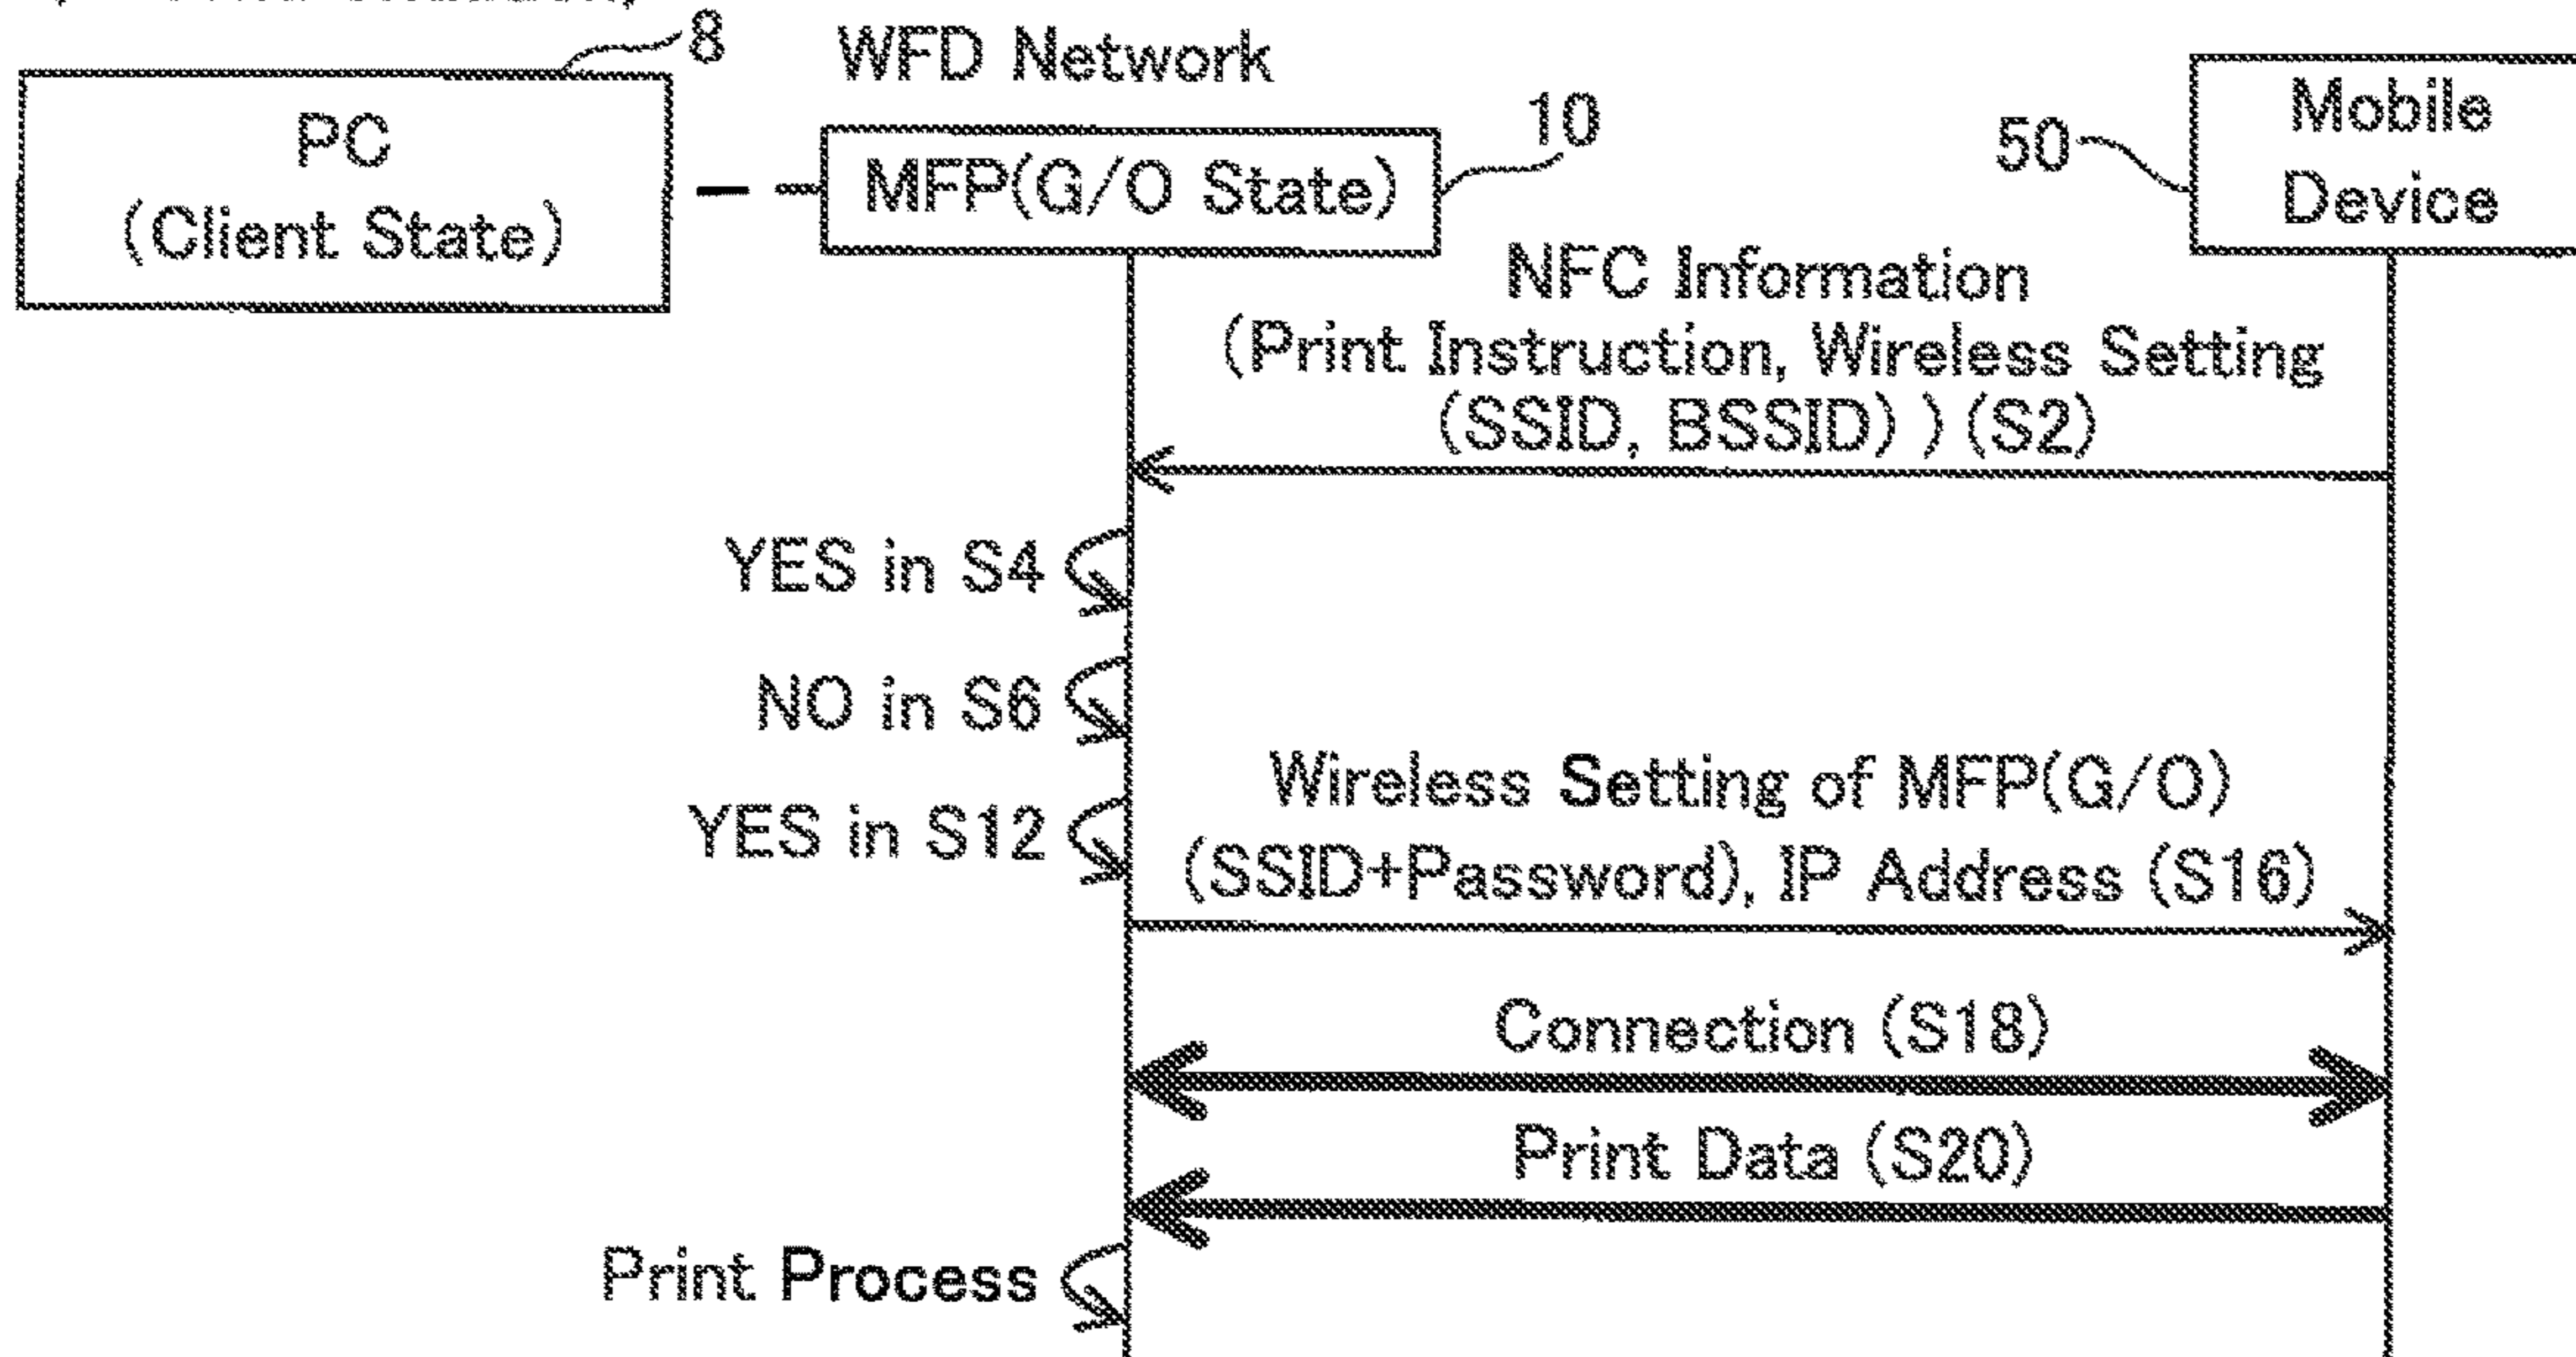 8
WFD Network
PC
(Client State)
MFP(G/O State)
10
50
Mobile
Device
NFC Information
(Print Instruction, Wireless Setting
(SSID, BSSID) ) (S2)
YES in S4
NO in S6
YES in S12
Wireless Setting of MFP(G/O)
(SSID+Password), IP Address (S16)
Connection (S18)
Print Data (S20)
Print Process